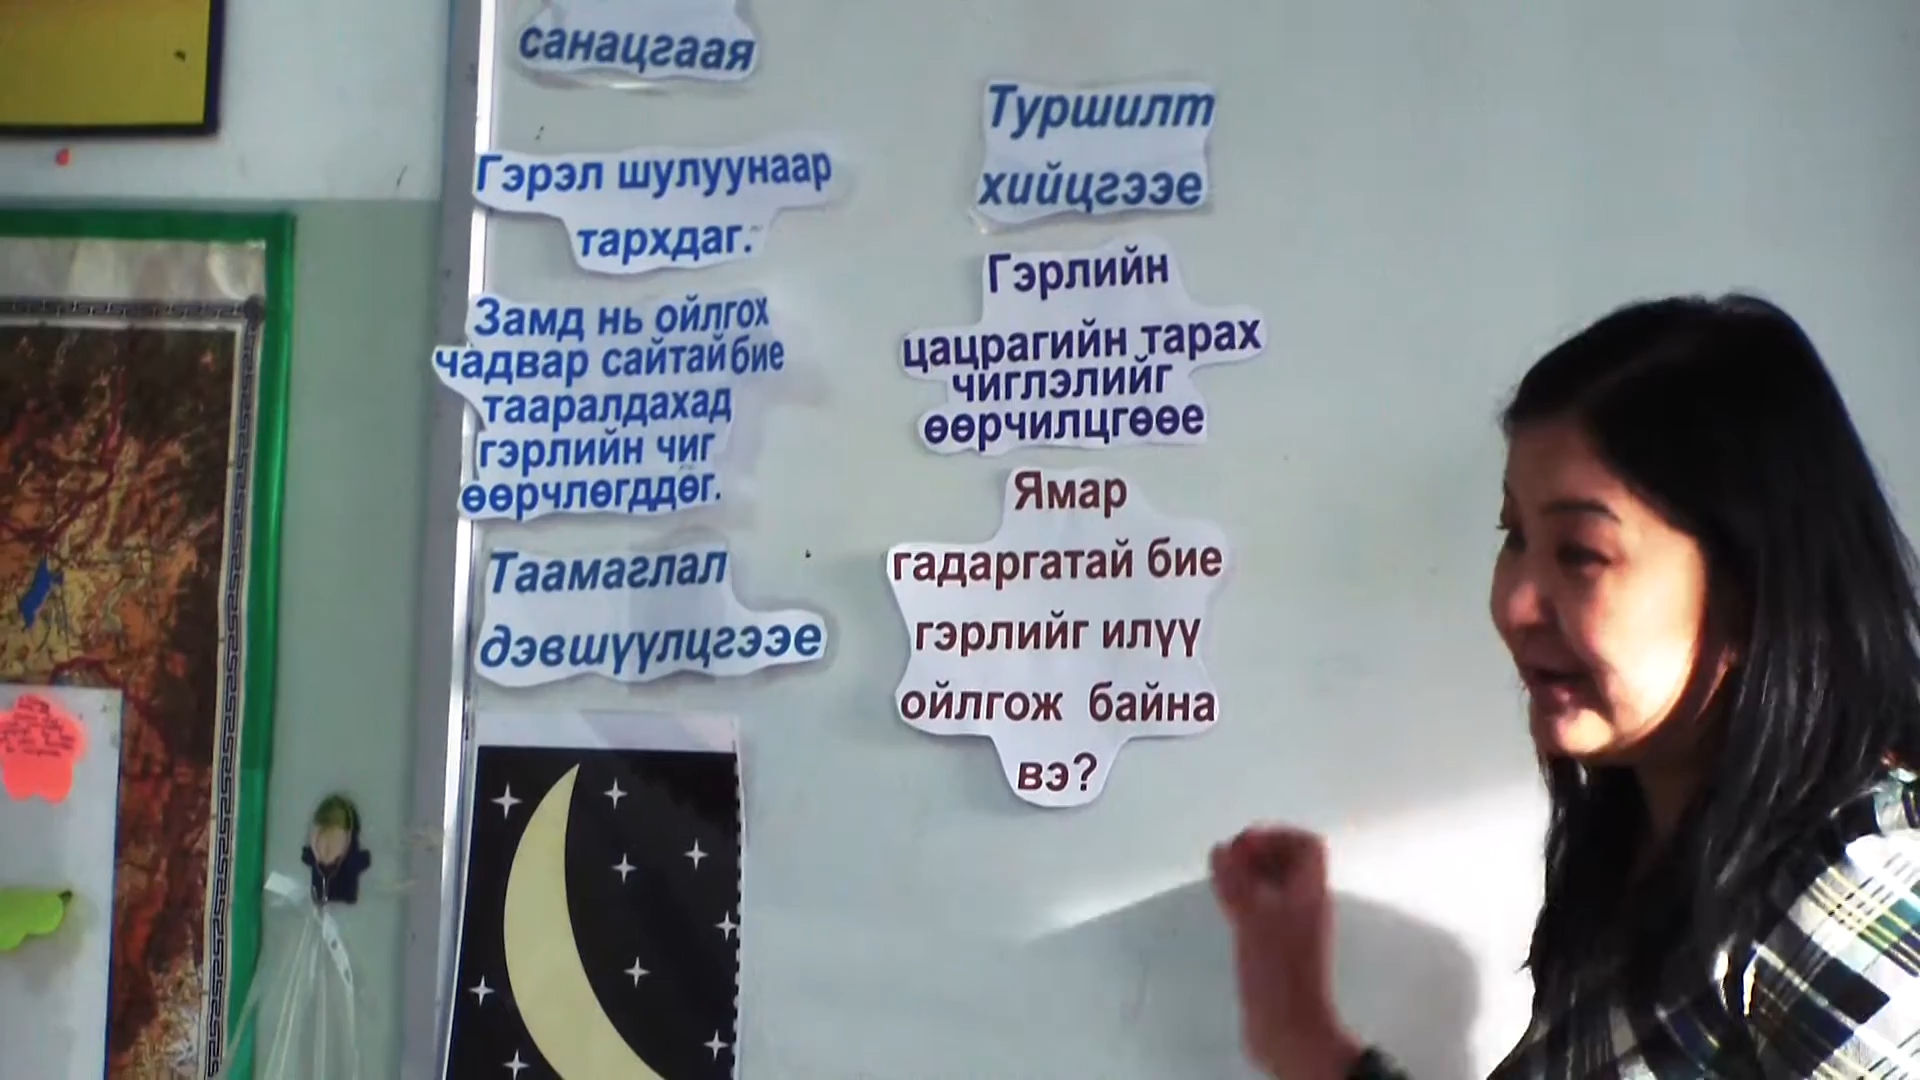 санацгаая
Гэрэл шулуунаар
тархдаг.
Замд нь ойлгох
чадвар сайтай бие
тааралдахад
гэрлийн чиг
өөрчлөгддөг.
Таамаглал
дэвшүүлцгээе
Туршилт
хийцгээе
Гэрлийн
цацрагийн тарах
чиглэлийг
өөрчилцгөөе
Ямар
гадаргатай бие
гэрлийг илүү
ойлгож байна
вэ?